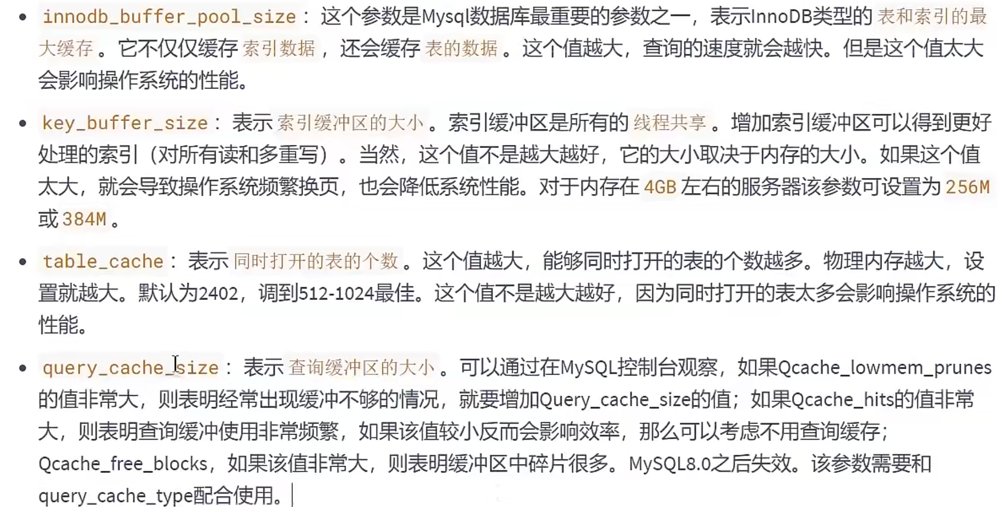 • innodb_buffer_pool_size：这个参数是Mysql数据库最重要的参数之一，表示InnoDB类型的 表和索引的最
大缓存 。它不仅仅缓存 索引数据 ，还会缓存 表的数据 。这个值越大，查询的速度就会越快。但是这个值太大
会影响操作系统的性能。
• key_buffer_size：表示 索引缓冲区的大小 。索引缓冲区是所有的 线程共享 。增加索引缓冲区可以得到更好
处理的索引（对所有读和多重写）。当然，这个值不是越大越好，它的大小取决于内存的大小。如果这个值
太大，就会导致操作系统频繁换页，也会降低系统性能。对于内存在 4GB 左右的服务器该参数可设置为 256M
或 384M 。
• table_cache：表示 同时打开的表的个数 。这个值越大，能够同时打开的表的个数越多。物理内存越大，设
置就越大。默认为2402，调到512-1024最佳。这个值不是越大越好，因为同时打开的表太多会影响操作系统的
性能。
• query_cache_size：表示 查询缓冲区的大小 。可以通过在MySQL控制台观察，如果Qcache_lowmem_prunes
的值非常大，则表明经常出现缓冲不够的情况，就要增加Query_cache_size的值；如果Qcache_hits的值非常
大，则表明查询缓冲使用非常频繁，如果该值较小反而会影响效率，那么可以考虑不用查询缓存；
Qcache_free_blocks，如果该值非常大，则表明缓冲区中碎片很多。MySQL8.0之后失效。该参数需要和
query_cache_type配合使用。